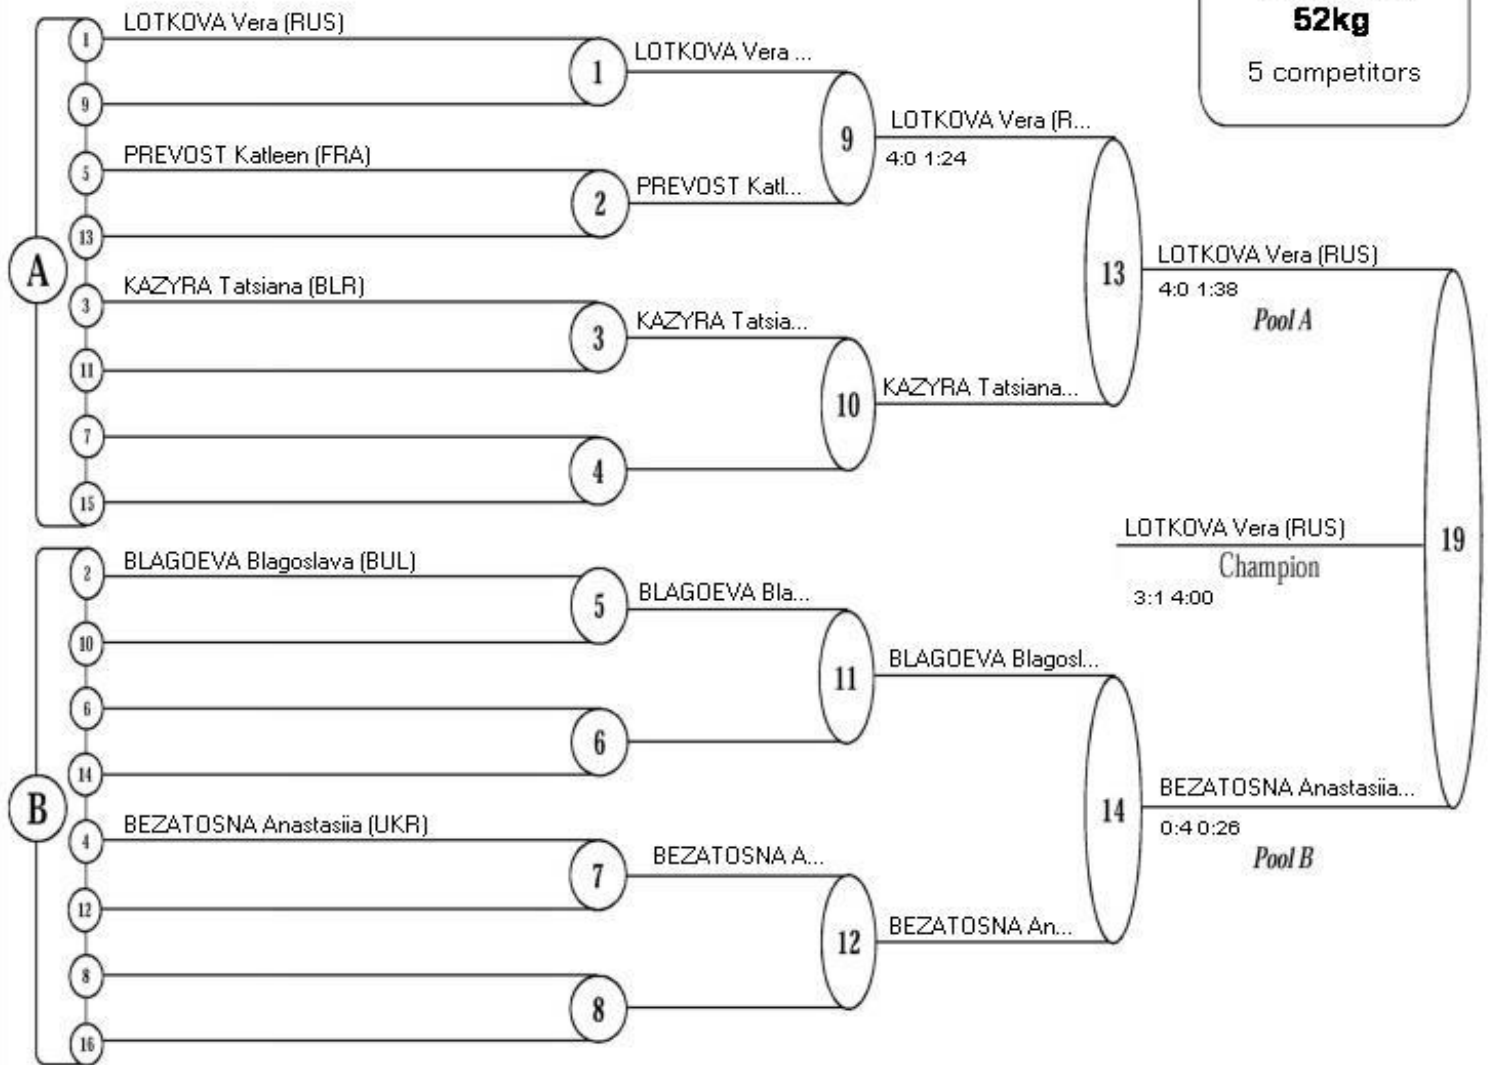 52kg
5 competitors
A
1
LOTKOVA Vera (RUS)
9
5
PREVOST Katleen (FRA)
13
3
KAZYRA Tatsiana (BLR)
11
7
15
1
LOTKOVA Vera ...
2
PREVOST Katl...
3
KAZYRA Tatsia...
4
9
LOTKOVA Vera (R...
4:0 1:24
10
KAZYRA Tatsiana...
13
LOTKOVA Vera (RUS)
4:0 1:38
Pool A
B
2
BLAGOEVA Blagoslava (BUL)
10
6
14
4
BEZATOSNA Anastasiia (UKR)
12
8
16
5
BLAGOEVA Bla...
6
7
BEZATOSNA A...
8
11
BLAGOEVA Blagosl...
12
BEZATOSNA An...
14
BEZATOSNA Anastasiia...
0:4 0:26
Pool B
19
LOTKOVA Vera (RUS)
Champion
3:1 4:00